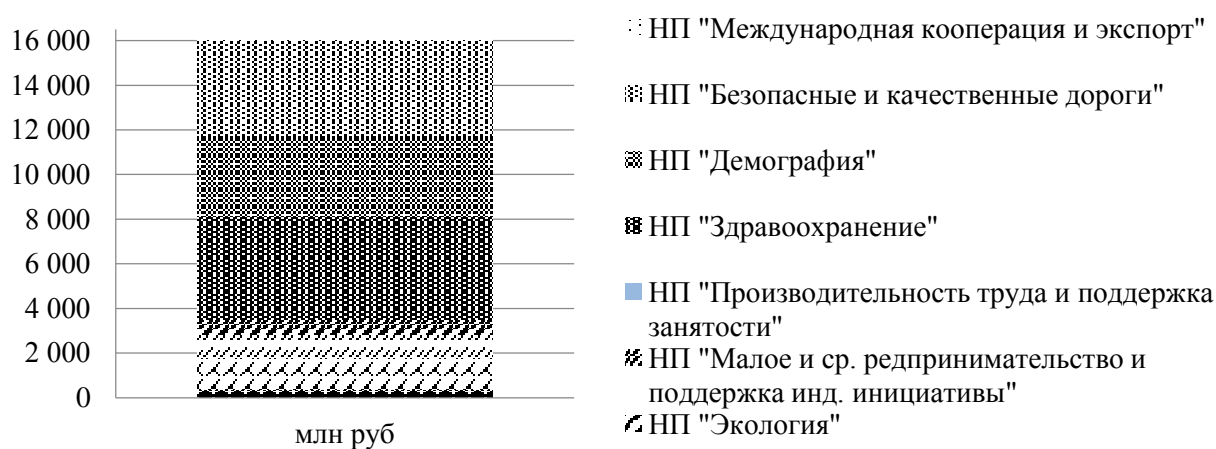 16 000
14 000
12 000
10 000
8 000
6 000
4 000
2 000
0
млн руб
НП "Международная кооперация и экспорт"
НП "Безопасные и качественные дороги"
НП "Демография"
НП "Здравоохранение"
НП "Производительность труда и поддержка
занятости"
НП "Малое и ср. редпринимательство и
поддержка инд. инициативы"
НП "Экология"